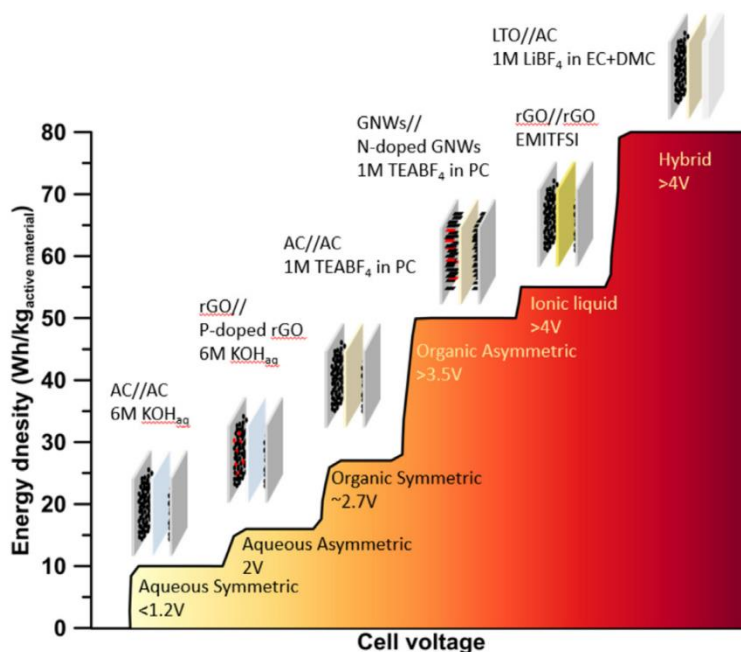 LTO//AC
1M LiBF₄ in EC+DMC
GNWs//
N-doped GNWs
1M TEABF₄ in PC
rGO//rGO
EMITFSI
AC//AC
1M TEABF₄ in PC
rGO//
P-doped rGO
6M KOHaq
AC//AC
6M KOHaq
Hybrid
>4V
Ionic liquid
>4V
Organic Asymmetric
>3.5V
Organic Symmetric
~2.7V
Aqueous Asymmetric
2V
Aqueous Symmetric
<1.2V
Energy dnesity (Wh/kgactive material)
80
70
60
50
40
30
20
10
0
Cell voltage